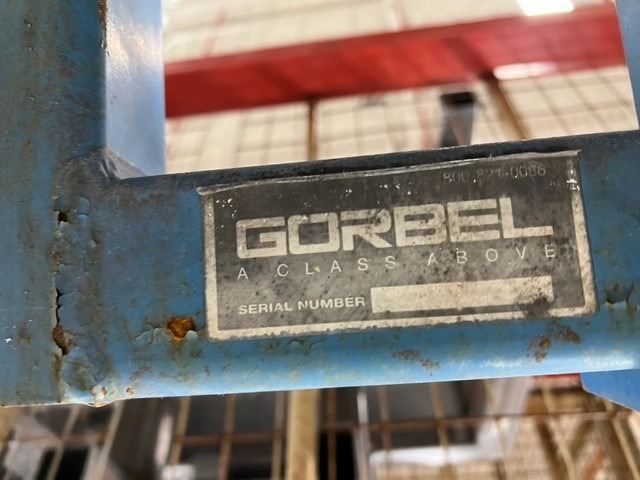 800.821-0086
GORBEL
A CLASS ABOVE
SERIAL NUMBER